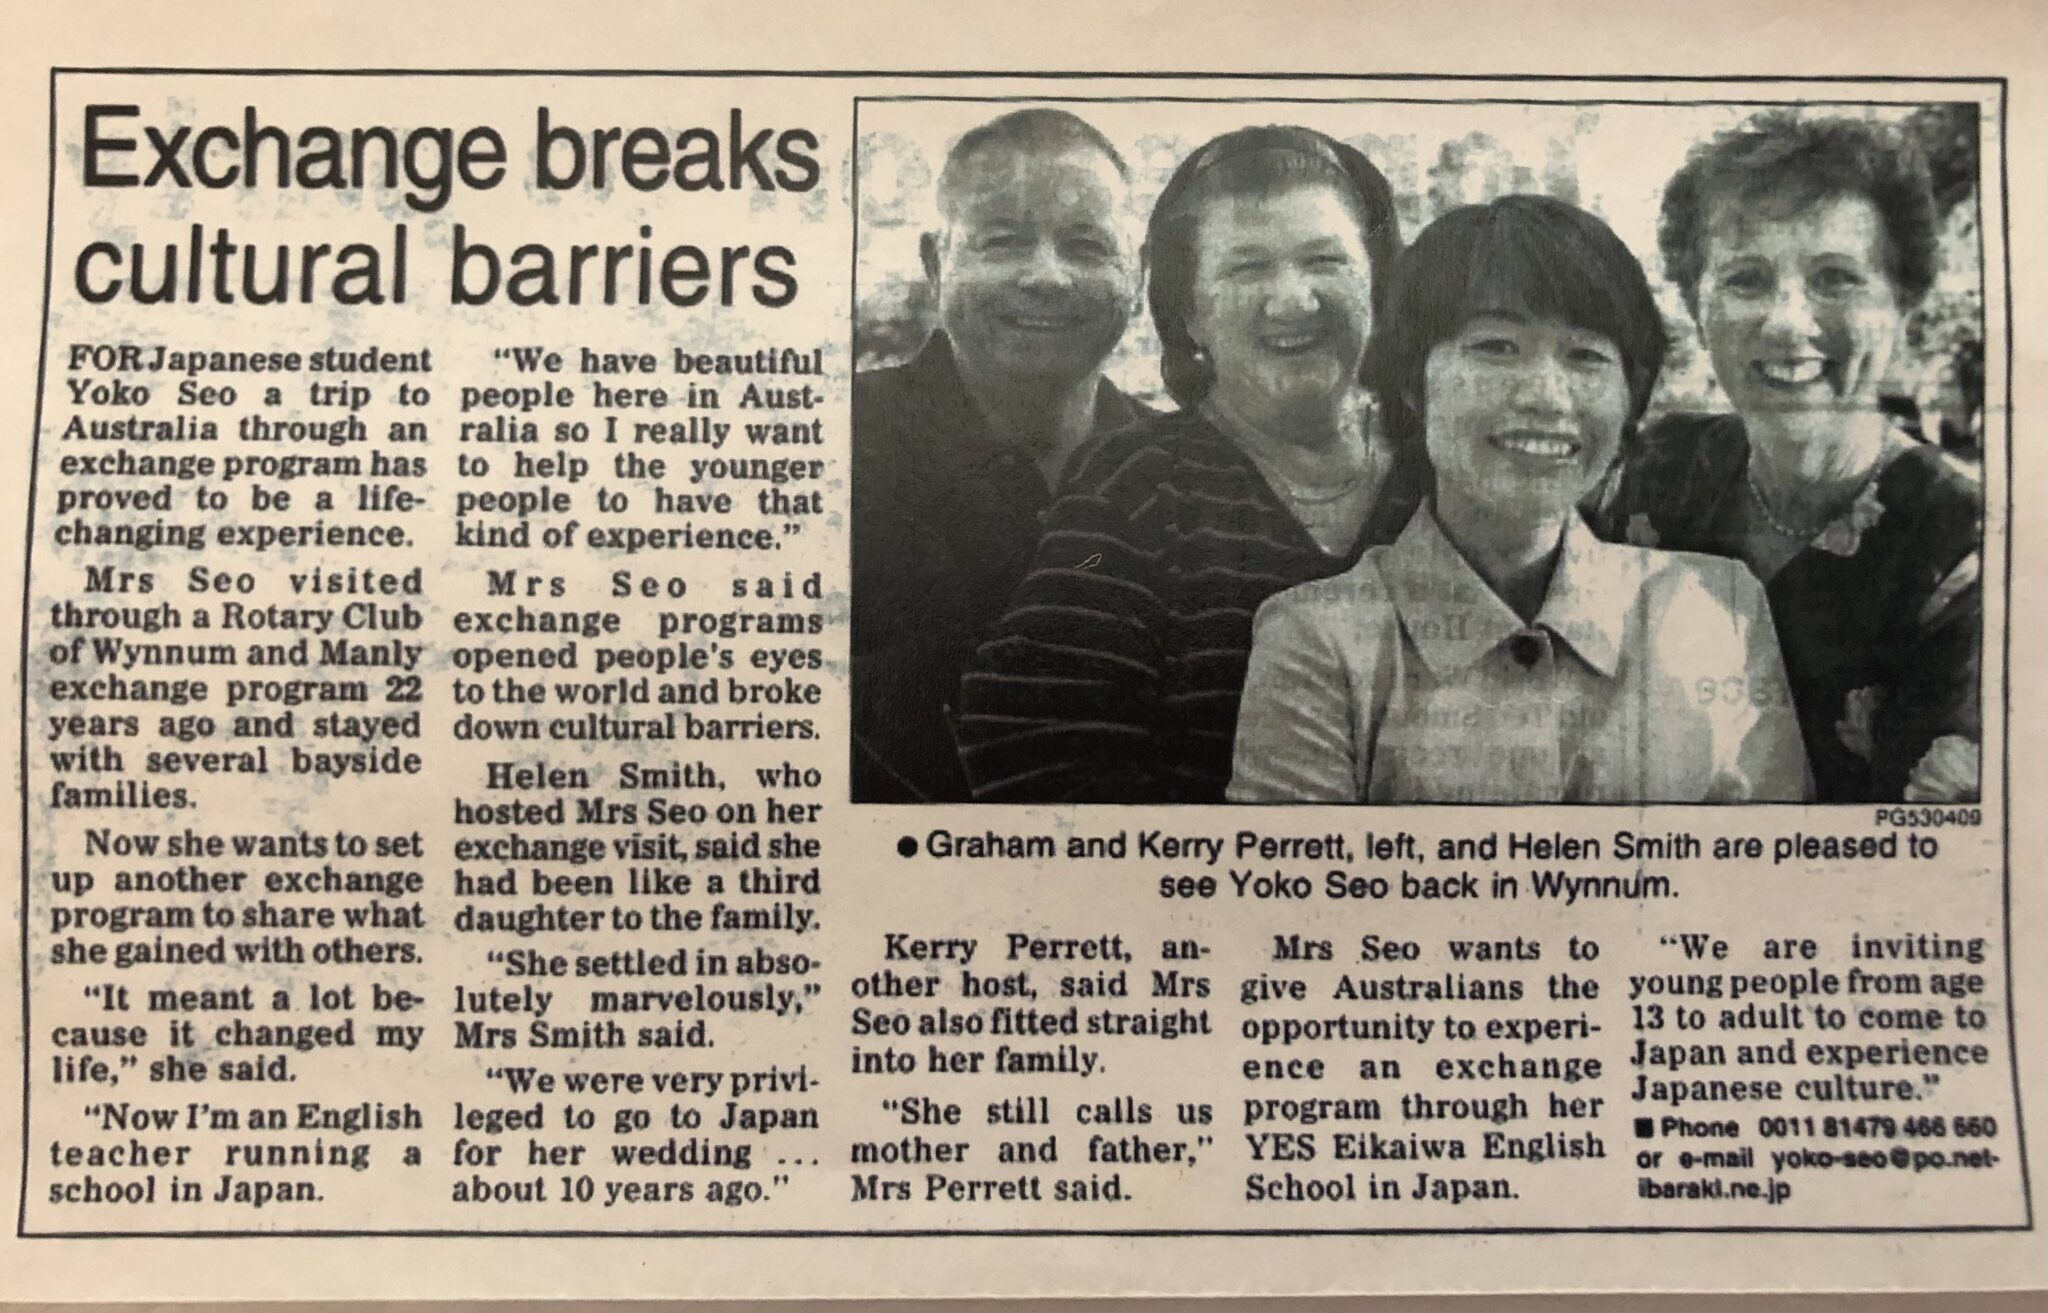 Exchange breaks
cultural barriers
FOR Japanese student
Yoko Seo a trip to
Australia through an
exchange program has
proved to be a life-
changing experience.
Mrs Seo visited
through a Rotary Club
of Wynnum and Manly
exchange program 22
years ago and stayed
with several bayside
families.
Now she wants to set
up another exchange
program to share what
she gained with others.
"It meant a lot be-
cause it changed my
life," she said.
"Now I'm an English
teacher running a
school in Japan.
"We have beautiful
people here in Aust-
ralia so I really want
to help the younger
people to have that
kind of experience."
Mrs Seo said
exchange programs
opened people's eyes
to the world and broke
down cultural barriers.
Helen Smith, who
hosted Mrs Seo on her
exchange visit, said she
had been like a third
daughter to the family.
"She settled in abso-
lutely marvelously,"
Mrs Smith said.
"We were very privi-
leged to go to Japan
for her wedding ...
about 10 years ago."
PG530409
● Graham and Kerry Perrett, left, and Helen Smith are pleased to
see Yoko Seo back in Wynnum.
Kerry Perrett, an-
other host, said Mrs
Seo also fitted straight
into her family.
"She still calls us
mother and father,"
Mrs Perrett said.
Mrs Seo wants to
give Australians the
opportunity to experi-
ence an exchange
program through her
YES Eikaiwa English
School in Japan.
"We are inviting
young people from age
13 to adult to come to
Japan and experience
Japanese culture."
■ Phone 0011 81479 466 660
or e-mail yoko-seo@po.net-
ibaraki.ne.jp